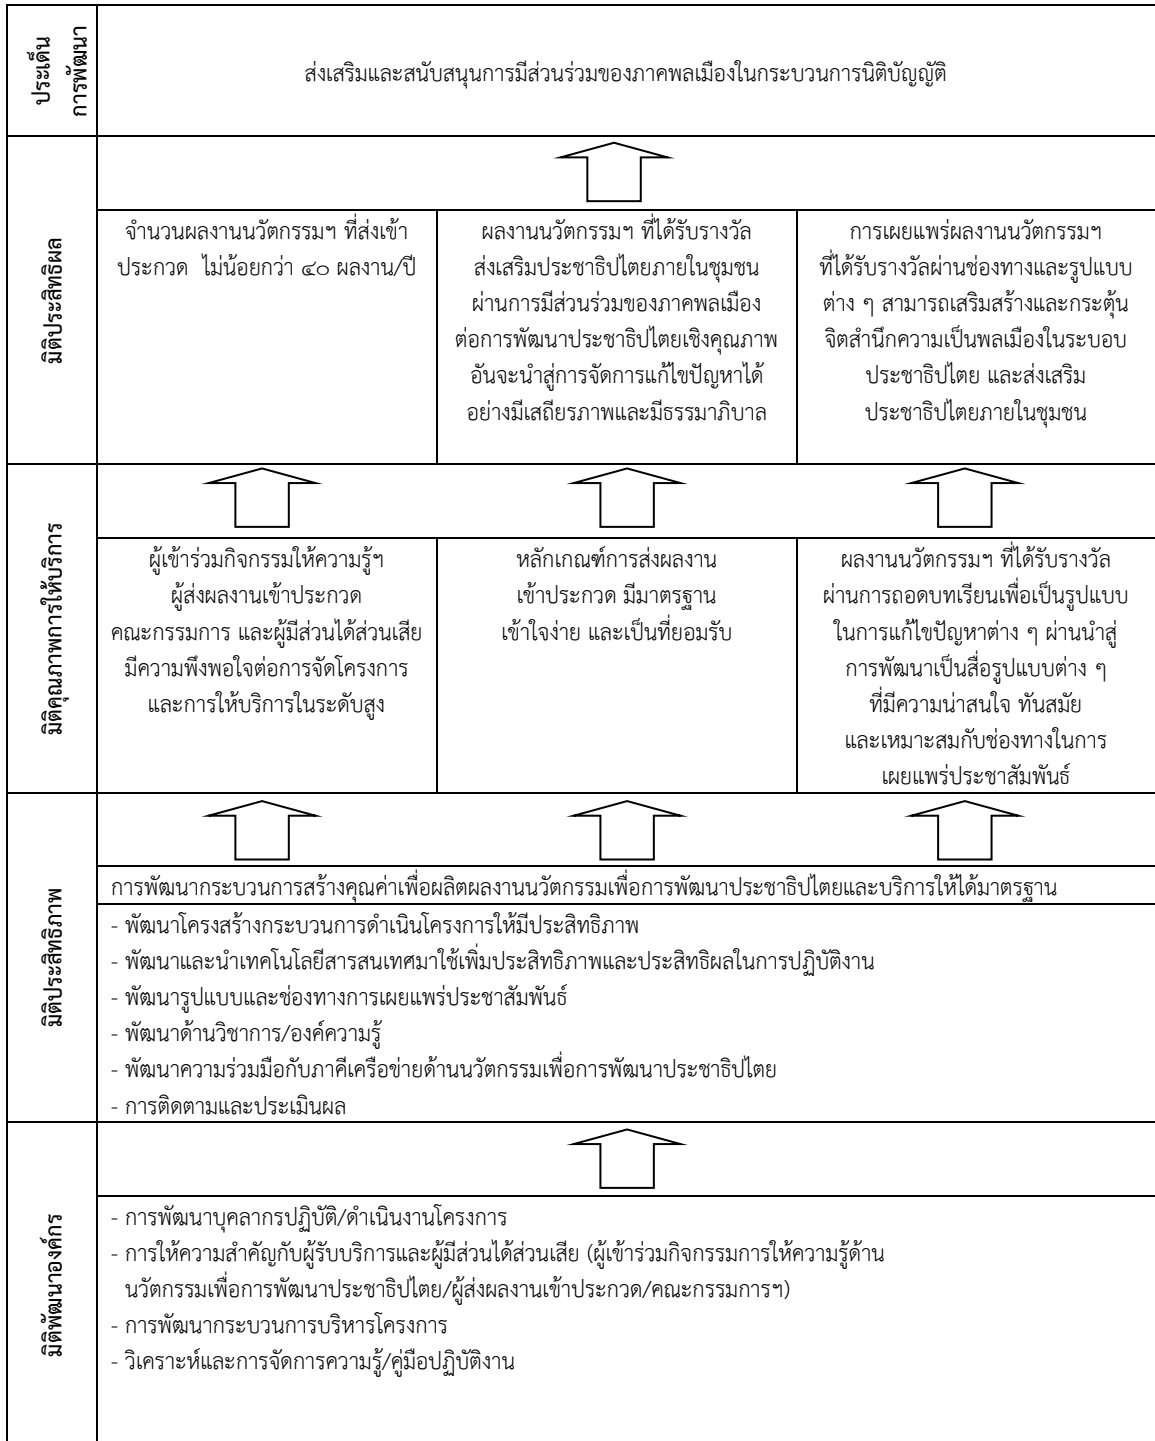 ประเด็น
การพัฒนา
ส่งเสริมและสนับสนุนการมีส่วนร่วมของภาคพลเมืองในกระบวนการนิติบัญญัติ
มิติประสิทธิผล
จำนวนผลงานนวัตกรรมฯ ที่ส่งเข้า
ประกวด ไม่น้อยกว่า ๔๐ ผลงาน/ปี
ผลงานนวัตกรรมฯ ที่ได้รับรางวัล
ส่งเสริมประชาธิปไตยภายในชุมชน
ผ่านการมีส่วนร่วมของภาคพลเมือง
ต่อการพัฒนาประชาธิปไตยเชิงคุณภาพ
อันจะนำสู่การจัดการแก้ไขปัญหาได้
อย่างมีเสถียรภาพและมีธรรมาภิบาล
การเผยแพร่ผลงานนวัตกรรมฯ
ที่ได้รับรางวัลผ่านช่องทางและรูปแบบ
ต่าง ๆ สามารถเสริมสร้างและกระตุ้น
จิตสำนึกความเป็นพลเมืองในระบอบ
ประชาธิปไตย และส่งเสริม
ประชาธิปไตยภายในชุมชน
มิติคุณภาพการให้บริการ
ผู้เข้าร่วมกิจกรรมให้ความรู้ฯ
ผู้ส่งผลงานเข้าประกวด
คณะกรรมการ และผู้มีส่วนได้ส่วนเสีย
มีความพึงพอใจต่อการจัดโครงการ
และการให้บริการในระดับสูง
หลักเกณฑ์การส่งผลงาน
เข้าประกวด มีมาตรฐาน
เข้าใจง่าย และเป็นที่ยอมรับ
ผลงานนวัตกรรมฯ ที่ได้รับรางวัล
ผ่านการถอดบทเรียนเพื่อเป็นรูปแบบ
ในการแก้ไขปัญหาต่าง ๆ ผ่านนำสู่
การพัฒนาเป็นสื่อรูปแบบต่าง ๆ
ที่มีความน่าสนใจ ทันสมัย
และเหมาะสมกับช่องทางในการ
เผยแพร่ประชาสัมพันธ์
มิติประสิทธิภาพ
การพัฒนากระบวนการสร้างคุณค่าเพื่อผลิตผลงานนวัตกรรมเพื่อการพัฒนาประชาธิปไตยและบริการให้ได้มาตรฐาน
- พัฒนาโครงสร้างกระบวนการดำเนินโครงการให้มีประสิทธิภาพ
- พัฒนาและนำเทคโนโลยีสารสนเทศมาใช้เพิ่มประสิทธิภาพและประสิทธิผลในการปฏิบัติงาน
- พัฒนารูปแบบและช่องทางการเผยแพร่ประชาสัมพันธ์
- พัฒนาด้านวิชาการ/องค์ความรู้
- พัฒนาความร่วมมือกับภาคีเครือข่ายด้านนวัตกรรมเพื่อการพัฒนาประชาธิปไตย
- การติดตามและประเมินผล
มิติพัฒนาองค์กร
- การพัฒนาบุคลากรปฏิบัติ/ดำเนินงานโครงการ
- การให้ความสำคัญกับผู้รับบริการและผู้มีส่วนได้ส่วนเสีย (ผู้เข้าร่วมกิจกรรมการให้ความรู้ด้าน
นวัตกรรมเพื่อการพัฒนาประชาธิปไตย/ผู้ส่งผลงานเข้าประกวด/คณะกรรมการฯ)
- การพัฒนากระบวนการบริหารโครงการ
- วิเคราะห์และการจัดการความรู้/คู่มือปฏิบัติงาน